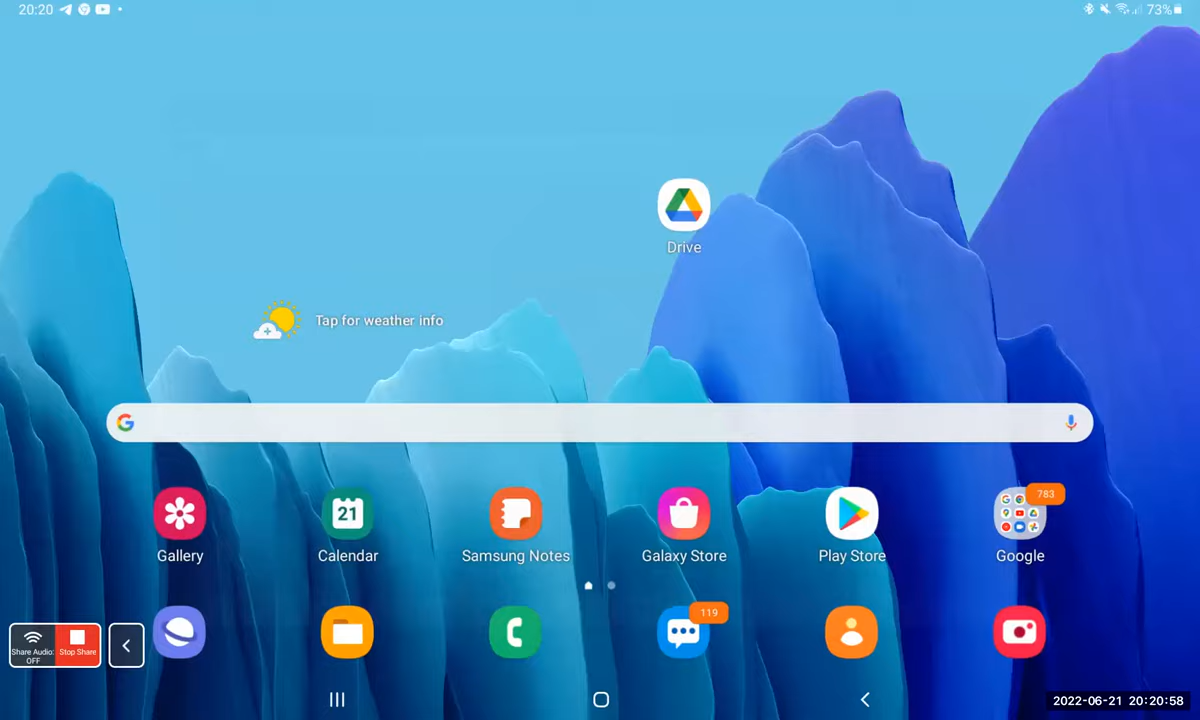 20:20
73%
Drive
Tap for weather info
21
783
Gallery
Calendar
Samsung Notes
Galaxy Store
Play Store
Google
119
Share Audio:
OFF
Stop Share
2022-06-21 20:20:58